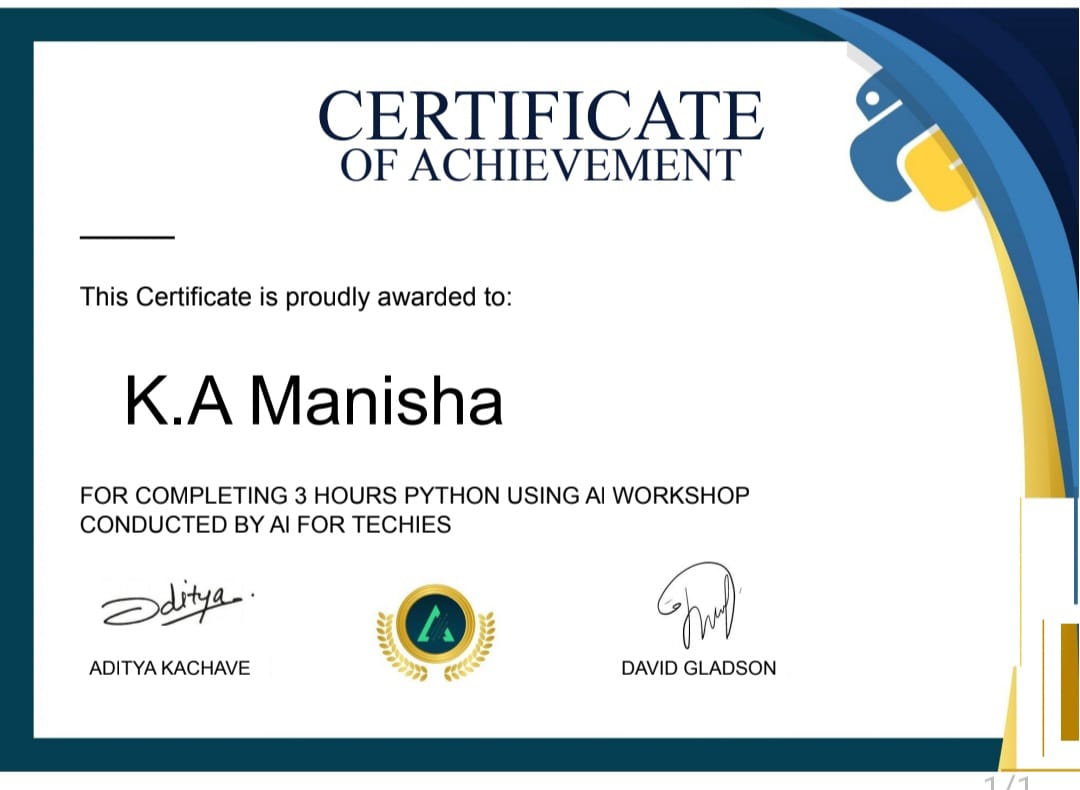 CERTIFICATE
OF ACHIEVEMENT
This Certificate is proudly awarded to:
K.A Manisha
FOR COMPLETING 3 HOURS PYTHON USING AI WORKSHOP
CONDUCTED BY AI FOR TECHIES
Aditya
ADITYA KACHAVE
DAVID GLADSON
1/1